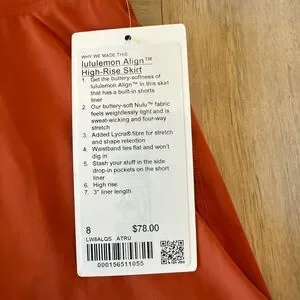 WHY WE MADE THIS
lululemon Align™
High-Rise Skirt
1. Get the buttery-softness of
lululemon Align™ in this skirt
that has a built-in shorts
liner
2. Our buttery-soft Nulu™ fabric
feels weightlessly light and is
sweat-wicking and four-way
stretch
3. Added Lycra® fibre for stretch
and shape retention
4. Waistband lies flat and won't
dig in
5. Stash your stuff in the side
drop-in pockets on the short
liner
6. High rise
7. 3" liner length
8 $78.00
LW8ALQS ATRU
000156511055